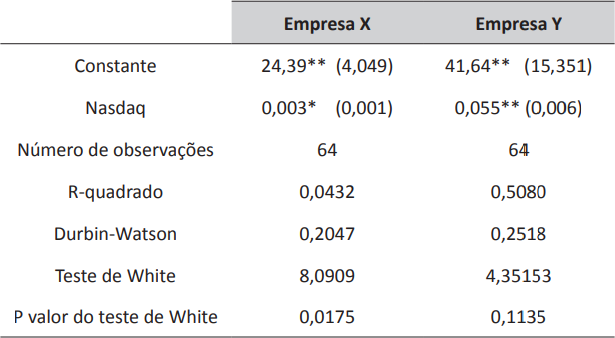 Empresa X Empresa Y
Constante 24,39** (4,049) 41,64** (15,351)
Nasdaq 0,003* (0,001) 0,055** (0,006)
Número de observações 64 64
R-quadrado 0,0432 0,5080
Durbin-Watson 0,2047 0,2518
Teste de White 8,0909 4,35153
P valor do teste de White 0,0175 0,1135